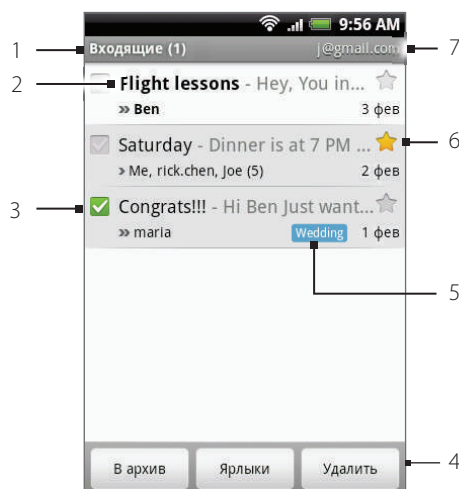 9:56 AM
1 Входящие (1) j@gmail.com 7
2 Flight lessons - Hey, You in...
» Ben 3 фев
Saturday - Dinner is at 7 PM ... 6
› Me, rick.chen, Joe (5) 2 фев
3 Congrats!!! - Hi Ben Just want...
» maria Wedding 1 фев
5
В архив Ярлыки Удалить 4